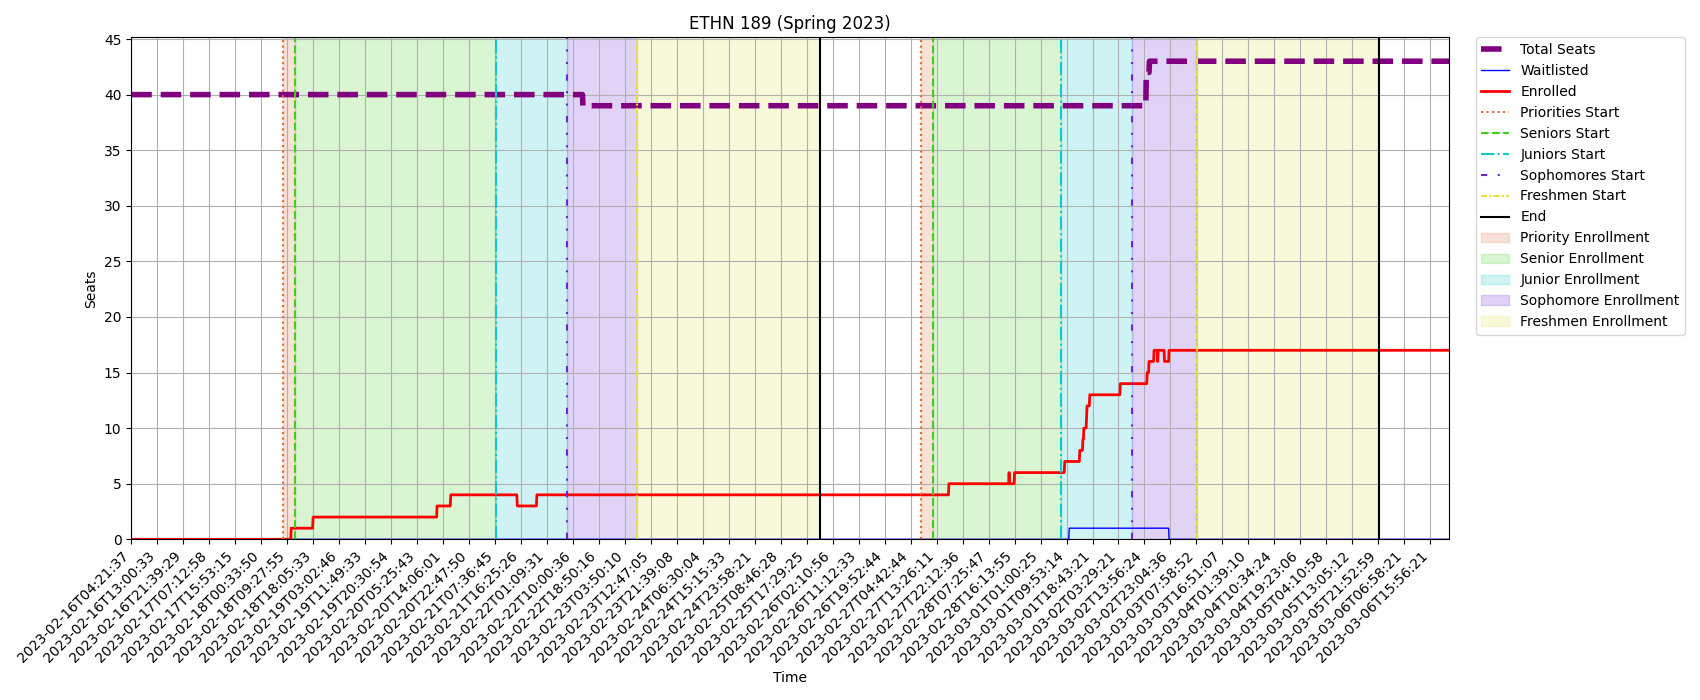 ETHN 189 (Spring 2023)
45
40
35
30
25
20
15
10
5
0
Seats
2023-02-16T04:21:37
2023-02-16T13:00:33
2023-02-16T21:39:29
2023-02-17T07:12:58
2023-02-17T15:53:15
2023-02-18T00:33:50
2023-02-18T09:27:55
2023-02-18T18:05:33
2023-02-19T03:02:46
2023-02-19T11:49:33
2023-02-19T20:30:54
2023-02-20T05:25:43
2023-02-20T14:06:01
2023-02-20T22:47:50
2023-02-21T07:36:45
2023-02-21T16:25:26
2023-02-22T01:09:31
2023-02-22T10:00:36
2023-02-22T18:50:16
2023-02-23T03:50:10
2023-02-23T12:47:05
2023-02-23T21:39:08
2023-02-24T06:30:04
2023-02-24T15:15:33
2023-02-24T23:58:21
2023-02-25T08:46:28
2023-02-25T17:29:25
2023-02-26T02:10:56
2023-02-26T11:12:33
2023-02-26T19:52:44
2023-02-27T04:42:44
2023-02-27T13:26:11
2023-02-27T22:12:36
2023-02-28T07:25:47
2023-02-28T16:13:55
2023-03-01T01:00:25
2023-03-01T09:53:14
2023-03-01T18:43:21
2023-03-02T03:29:21
2023-03-02T13:56:24
2023-03-02T23:04:36
2023-03-03T07:58:52
2023-03-03T16:51:07
2023-03-04T01:39:10
2023-03-04T10:34:24
2023-03-04T19:23:06
2023-03-05T04:10:58
2023-03-05T13:05:12
2023-03-05T21:52:59
2023-03-06T06:58:21
2023-03-06T15:56:21
Time
Total Seats
Waitlisted
Enrolled
Priorities Start
Seniors Start
Juniors Start
Sophomores Start
Freshmen Start
End
Priority Enrollment
Senior Enrollment
Junior Enrollment
Sophomore Enrollment
Freshmen Enrollment